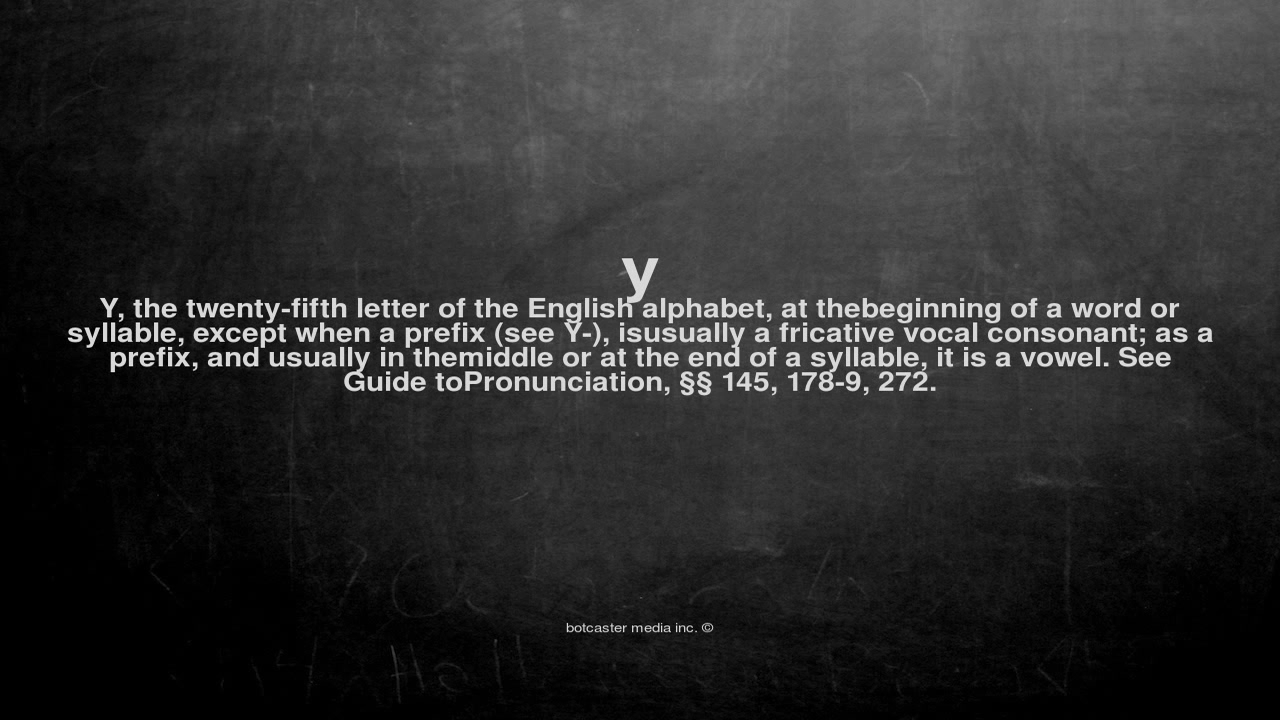 y
Y, the twenty-fifth letter of the English alphabet, at thebeginning of a word or
syllable, except when a prefix (see Y-), isusually a fricative vocal consonant; as a
prefix, and usually in themiddle or at the end of a syllable, it is a vowel. See
Guide toPronunciation, §§ 145, 178-9, 272.
botcaster media inc. ©